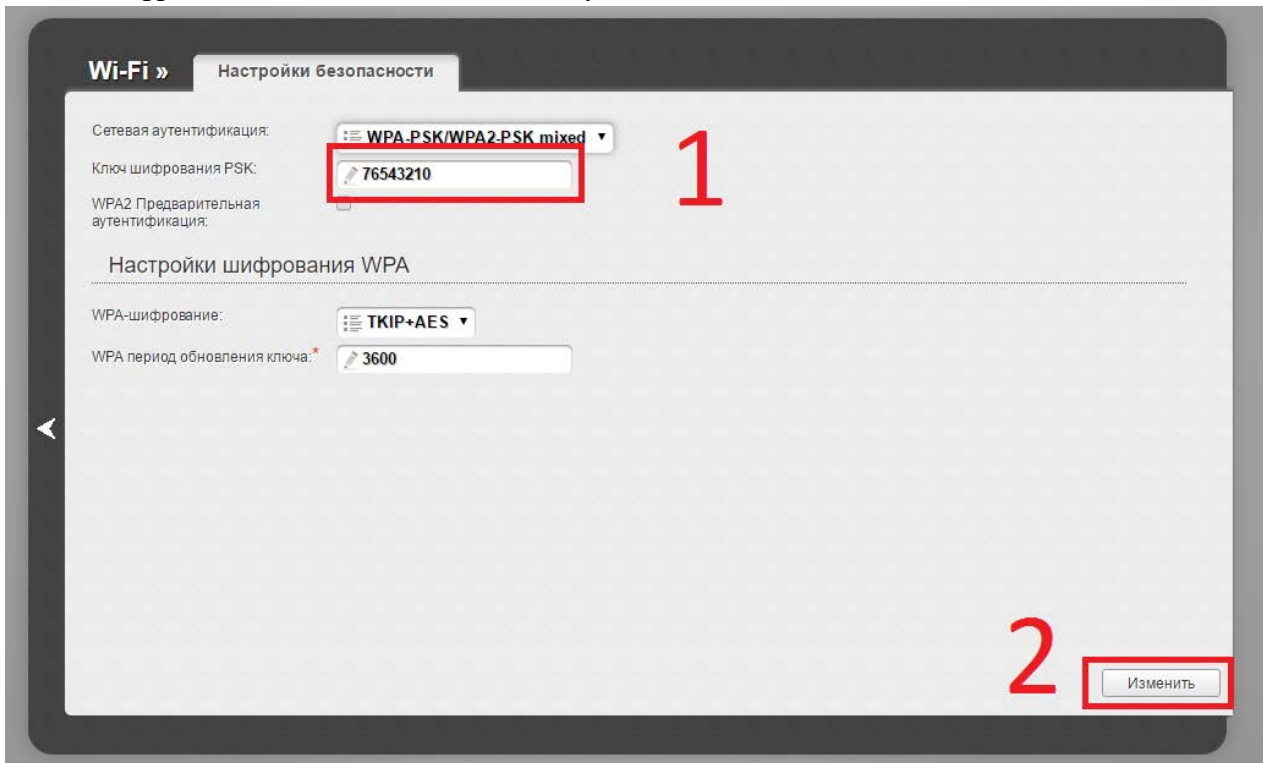 Wi-Fi » Настройки безопасности
Сетевая аутентификация: WPA-PSK/WPA2-PSK mixed
1
Ключ шифрования PSK: 76543210
WPA2 Предварительная
аутентификация:
Настройки шифрования WPA
WPA-шифрование: TKIP+AES
WPA период обновления ключа:* 3600
2
Изменить